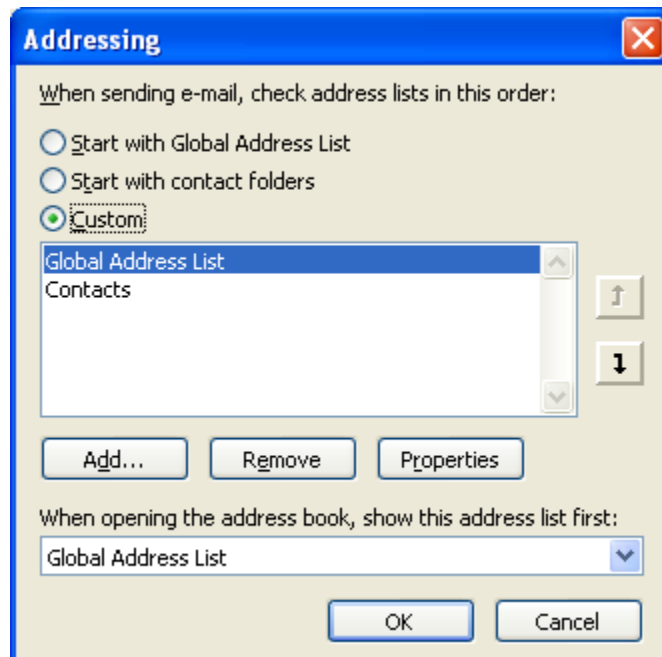 Addressing
When sending e-mail, check address lists in this order:
Start with Global Address List
Start with contact folders
Custom
Global Address List
Contacts
Add... Remove Properties
When opening the address book, show this address list first:
Global Address List
OK Cancel